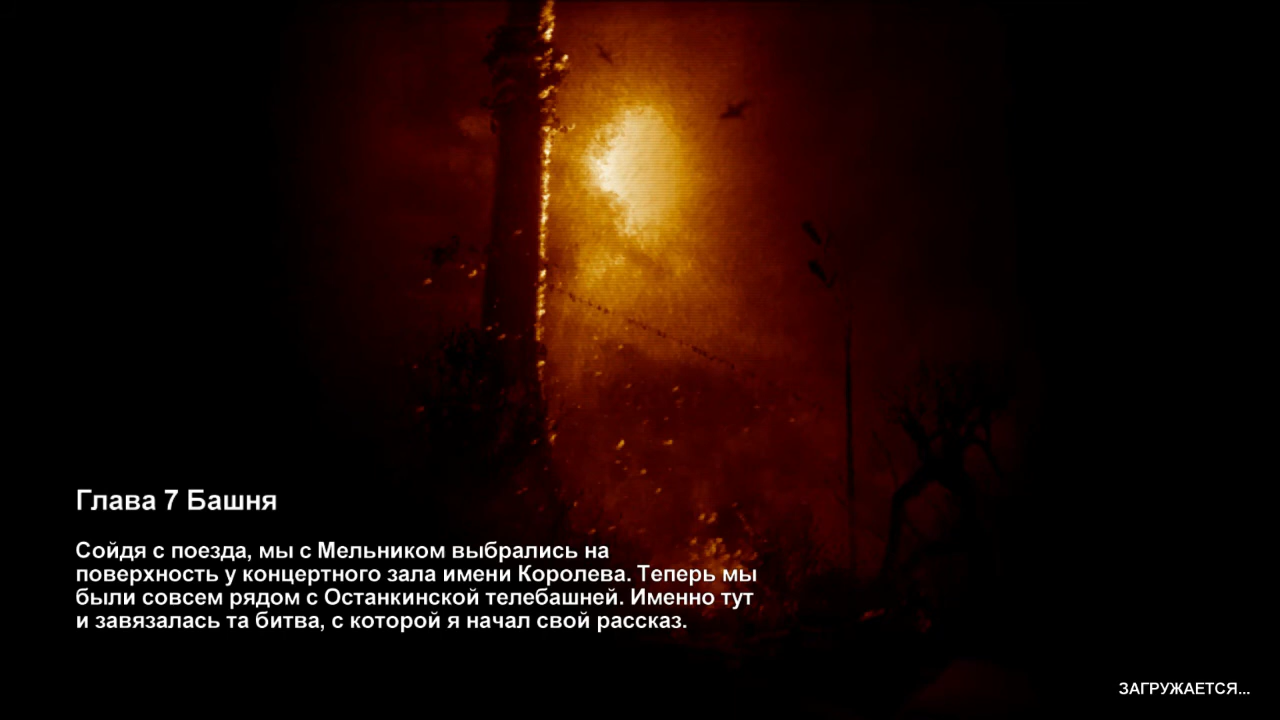 Глава 7 Башня
Сойдя с поезда, мы с Мельником выбрались на
поверхность у концертного зала имени Королева. Теперь мы
были совсем рядом с Останкинской телебашней. Именно тут
и завязалась та битва, с которой я начал свой рассказ.
ЗАГРУЖАЕТСЯ...